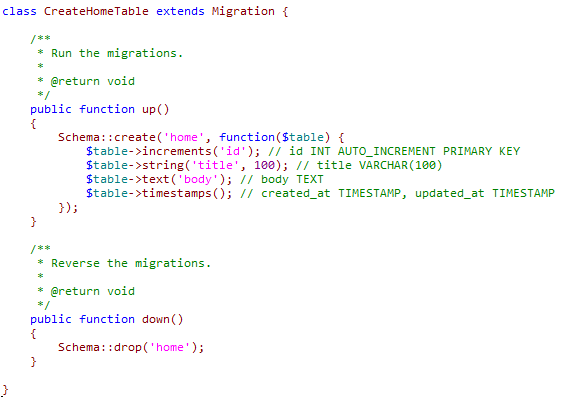 class CreateHomeTable extends Migration {
/**
* Run the migrations.
*
* @return void
*/
public function up()
{
Schema::create('home', function($table) {
$table->increments('id'); // id INT AUTO_INCREMENT PRIMARY KEY
$table->string('title', 100); // title VARCHAR(100)
$table->text('body'); // body TEXT
$table->timestamps(); // created_at TIMESTAMP, updated_at TIMESTAMP
});
}
/**
* Reverse the migrations.
*
* @return void
*/
public function down()
{
Schema::drop('home');
}
}